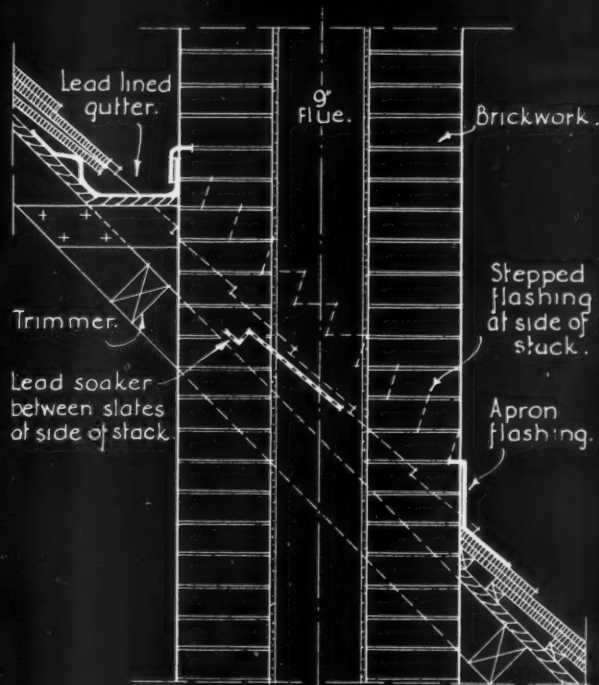 Lead lined
gutter.
9"
Flue.
Brickwork.
Stepped
flashing
at side of
stack.
Trimmer.
Lead soaker
between slates
at side of stack.
Apron
flashing.